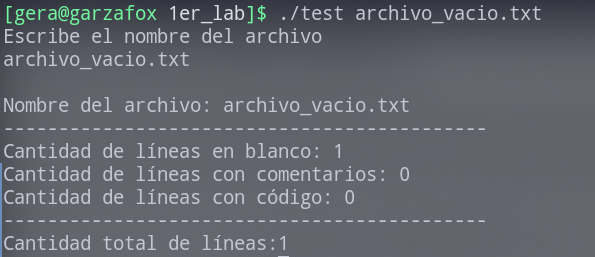 [gera@garzafox 1er_lab]$ ./test archivo_vacio.txt
Escribe el nombre del archivo
archivo_vacio.txt
Nombre del archivo: archivo_vacio.txt
--------------------------------------------
Cantidad de líneas en blanco: 1
Cantidad de líneas con comentarios: 0
Cantidad de líneas con código: 0
--------------------------------------------
Cantidad total de líneas:1